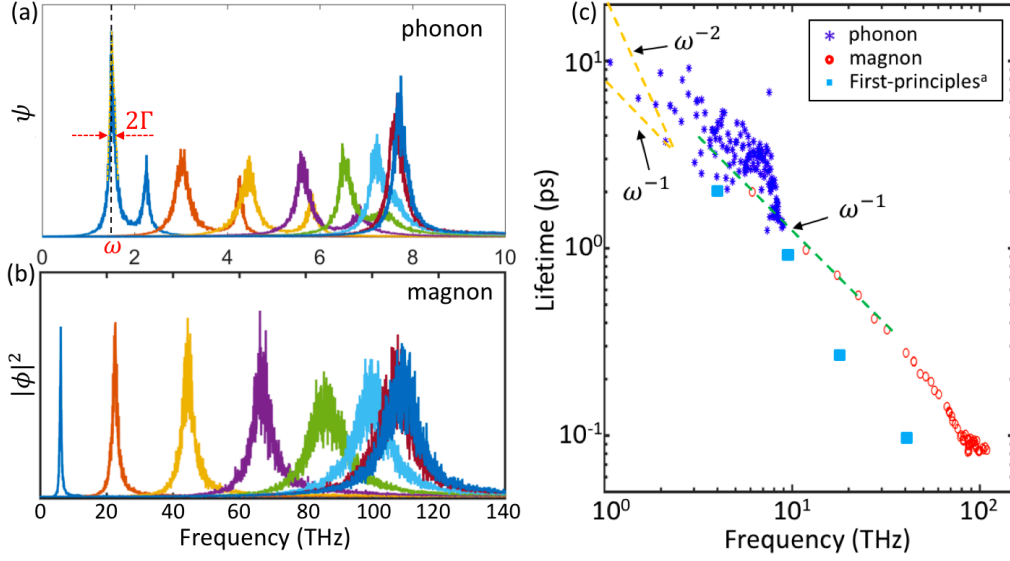 (a)
phonon
ψ
2Γ
ω
0 2 4 6 8 10
(b)
magnon
|ϕ|²
0 20 40 60 80 100 120 140
Frequency (THz)
(c)
phonon
magnon
First-principlesᵃ
ω⁻²
ω⁻¹
ω⁻¹
Lifetime (ps)
10¹
10⁰
10⁻¹
10⁰ 10¹ 10²
Frequency (THz)